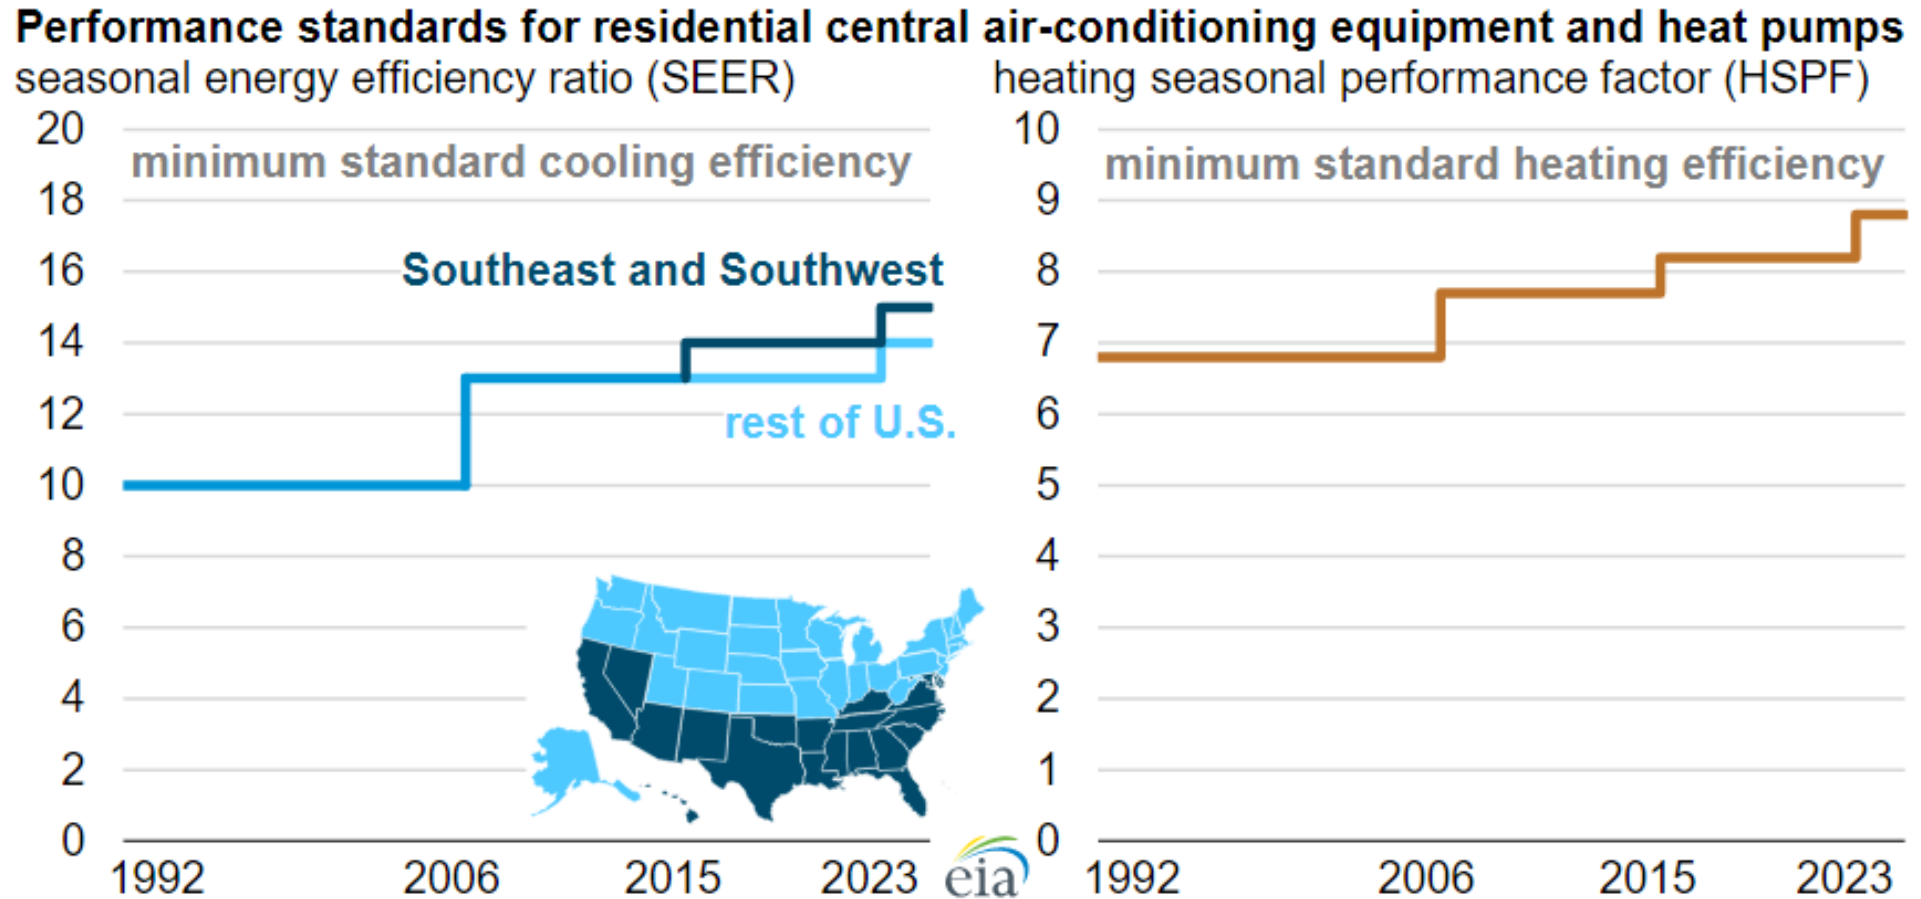 Performance standards for residential central air-conditioning equipment and heat pumps
seasonal energy efficiency ratio (SEER)
heating seasonal performance factor (HSPF)
20
minimum standard cooling efficiency
18
16
Southeast and Southwest
14
12
rest of U.S.
10
8
6
4
2
0
1992 2006 2015 2023
eia
10
minimum standard heating efficiency
9
8
7
6
5
4
3
2
1
0
1992 2006 2015 2023